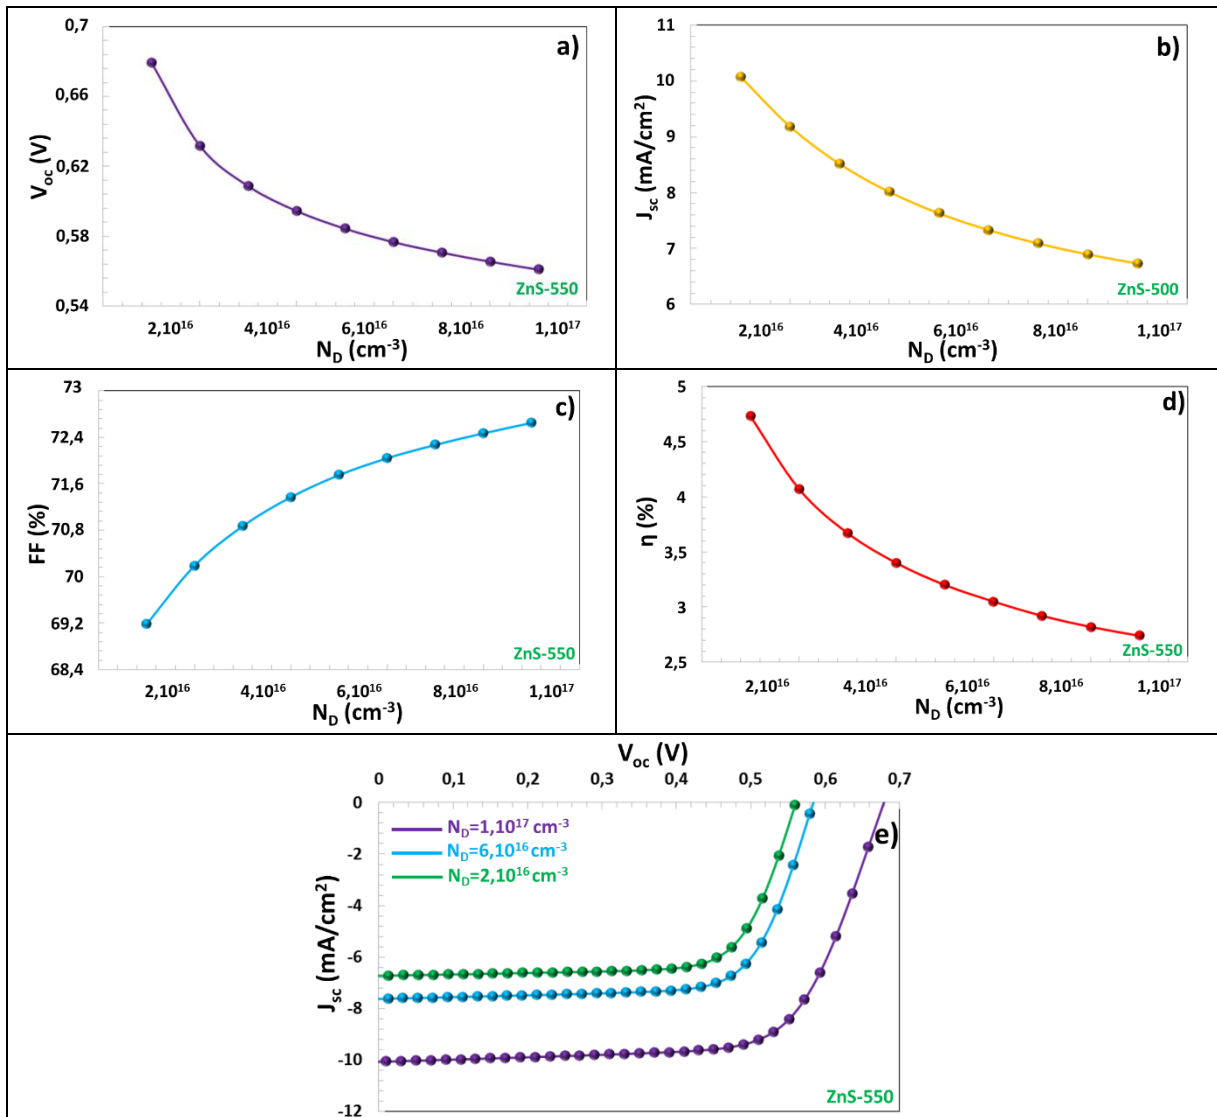 a)
0,7
0,66
0,62
0,58
0,54
V_oc (V)
2,10^16 4,10^16 6,10^16 8,10^16 1,10^17
N_D (cm^-3)
ZnS-550
b)
11
10
9
8
7
6
J_sc (mA/cm^2)
2,10^16 4,10^16 6,10^16 8,10^16 1,10^17
N_D (cm^-3)
ZnS-500
c)
73
72,4
71,6
70,8
70
69,2
68,4
FF (%)
2,10^16 4,10^16 6,10^16 8,10^16 1,10^17
N_D (cm^-3)
ZnS-550
d)
5
4,5
4
3,5
3
2,5
η (%)
2,10^16 4,10^16 6,10^16 8,10^16 1,10^17
N_D (cm^-3)
ZnS-550
V_oc (V)
0 0,1 0,2 0,3 0,4 0,5 0,6 0,7
e)
0
-2
-4
-6
-8
-10
-12
J_sc (mA/cm^2)
N_D=1,10^17 cm^-3
N_D=6,10^16 cm^-3
N_D=2,10^16 cm^-3
ZnS-550